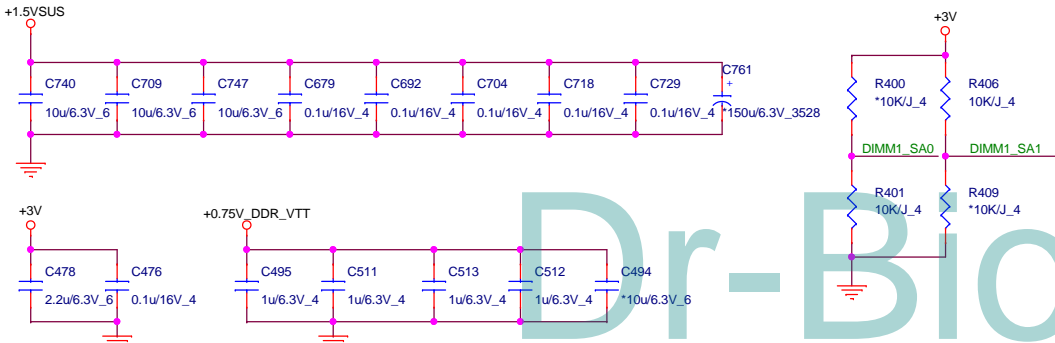 +1.5VSUS
C740
10u/6.3V_6
C709
10u/6.3V_6
C747
10u/6.3V_6
C679
0.1u/16V_4
C692
0.1u/16V_4
C704
0.1u/16V_4
C718
0.1u/16V_4
C729
0.1u/16V_4
C761
+
*150u/6.3V_3528
+3V
R400
*10K/J_4
R406
10K/J_4
DIMM1_SA0
DIMM1_SA1
R401
10K/J_4
R409
*10K/J_4
+3V
C478
2.2u/6.3V_6
C476
0.1u/16V_4
+0.75V_DDR_VTT
C495
1u/6.3V_4
C511
1u/6.3V_4
C513
1u/6.3V_4
C512
1u/6.3V_4
C494
*10u/6.3V_6
Dr-Bio